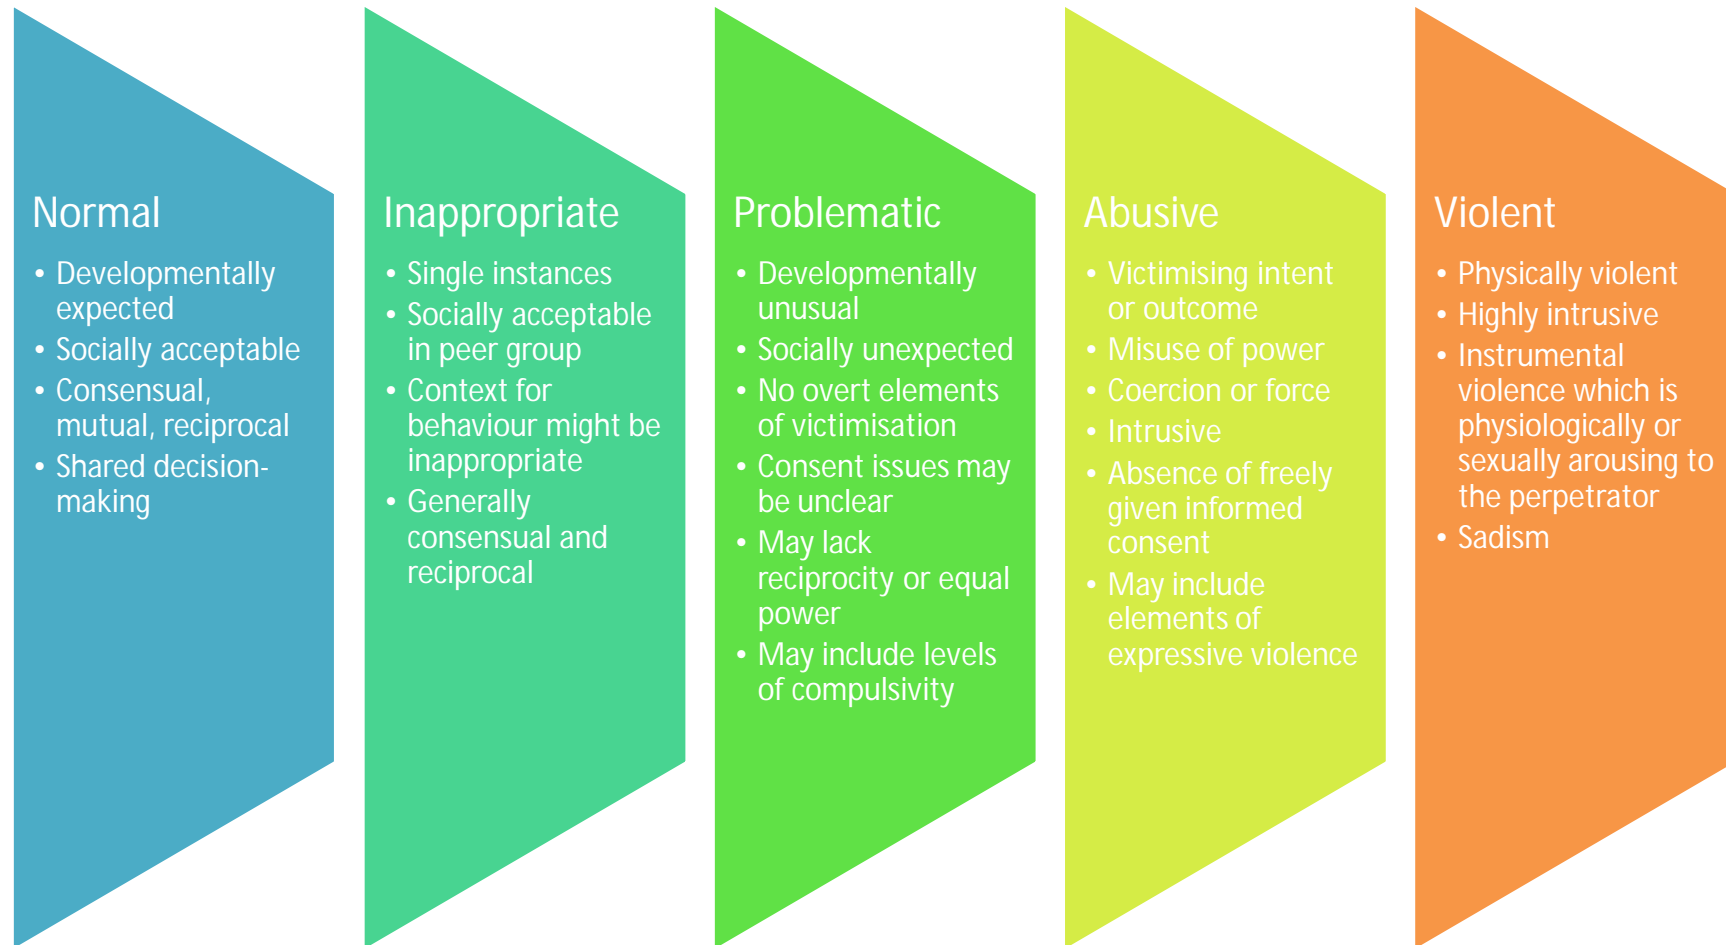 Normal
• Developmentally
expected
• Socially acceptable
• Consensual,
mutual, reciprocal
• Shared decision-
making
Inappropriate
• Single instances
• Socially acceptable
in peer group
• Context for
behaviour might be
inappropriate
• Generally
consensual and
reciprocal
Problematic
• Developmentally
unusual
• Socially unexpected
• No overt elements
of victimisation
• Consent issues may
be unclear
• May lack
reciprocity or equal
power
• May include levels
of compulsivity
Abusive
• Victimising intent
or outcome
• Misuse of power
• Coercion or force
• Intrusive
• Absence of freely
given informed
consent
• May include
elements of
expressive violence
Violent
• Physically violent
• Highly intrusive
• Instrumental
violence which is
physiologically or
sexually arousing to
the perpetrator
• Sadism